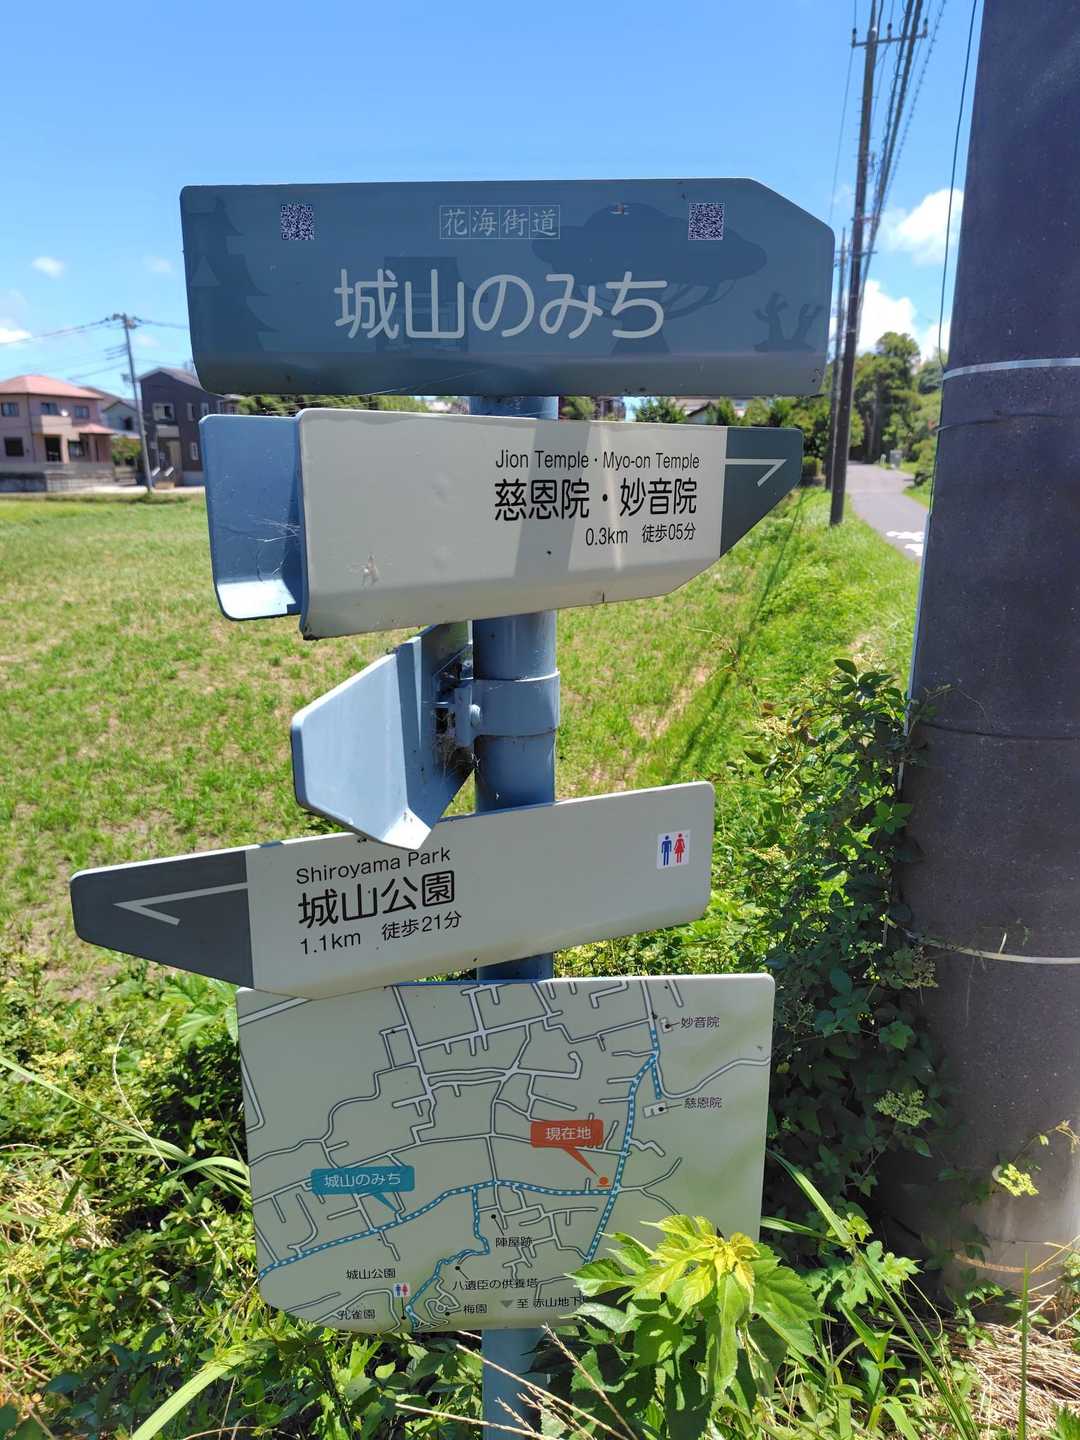 花海街道
城山のみち
Jion Temple・Myo-on Temple
慈恩院・妙音院
0.3km 徒歩05分
Shiroyama Park
城山公園
1.1km 徒歩21分
妙音院
慈恩院
現在地
城山のみち
陣屋跡
城山公園
八遺臣の供養塔
孔雀園
梅園
▼至 赤山地下